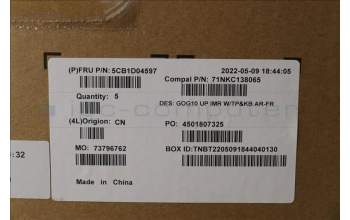 (P)FRU P/N: 5CB1D04597
2022-05-09 18:44:05
Compal P/N: 71NKC138065
Quantity: 5
DES: GOG10 UP IMR W/TP&KB AR-FR
(4L)Origion: CN
PO: 4501807325
MO: 73796762
BOX ID:TNBT2205091844040130
Made in
China
:32